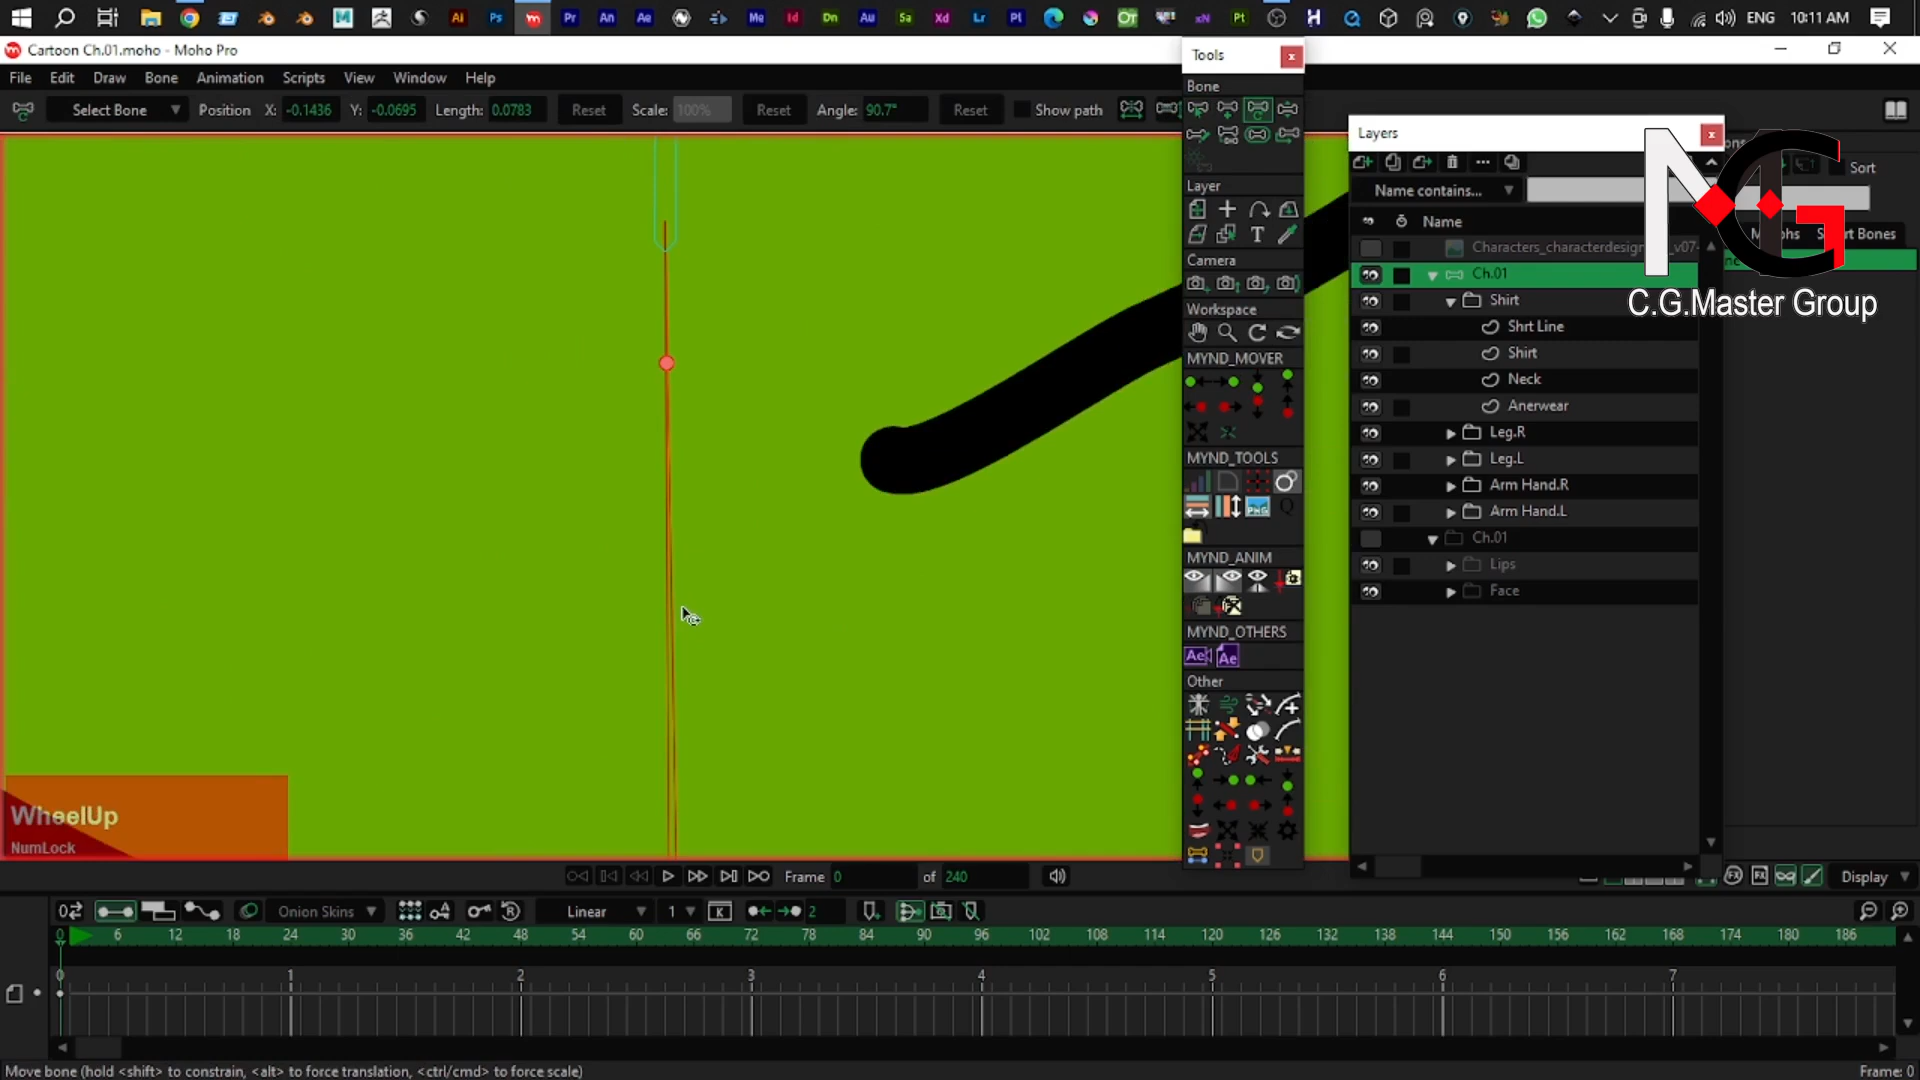 ENG 10:11 AM
Cartoon Ch.01.moho - Moho Pro
File Edit Draw Bone Animation Scripts View Window Help
Select Bone Position X: -0.1436 Y: -0.0695 Length: 0.0783 Reset Scale: 100% Reset Angle: 90.7° Reset Show path
Tools
Bone
Layer
Camera
Workspace
MYND_MOVER
MYND_TOOLS
MYND_ANIM
MYND_OTHERS
Other
Layers
Sort
Name contains...
Name
Characters_characterdesign
Ch.01
Shirt
Shrt Line
Shirt
Neck
Anerwear
Leg.R
Leg.L
Arm Hand.R
Arm Hand.L
Ch.01
Lips
Face
C.G.Master Group
WheelUp
NumLock
Frame 0 of 240
Display
Onion Skins Linear 1 2
0 6 12 18 24 30 36 42 48 54 60 66 72 78 84 90 96 102 108 114 120 126 132 138 144 150 156 162 168 174 180 186
0 1 2 3 4 5 6 7
Move bone (hold <shift> to constrain, <alt> to force translation, <ctrl/cmd> to force scale) Frame: 0